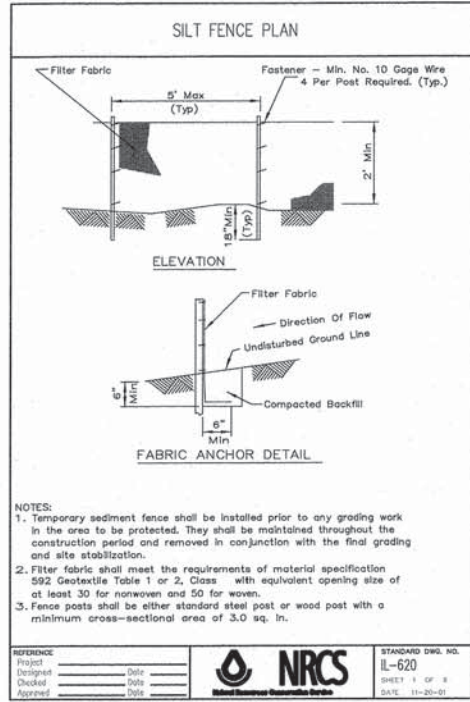 SILT FENCE PLAN
Filter Fabric
5' Max
(Typ)
Fastener – Min. No. 10 Gage Wire
4 Per Post Required. (Typ.)
2' Min
18"Min
(Typ)
ELEVATION
Filter Fabric
Direction Of Flow
Undisturbed Ground Line
6"
Min
Compacted Backfill
6"
Min
FABRIC ANCHOR DETAIL
NOTES:
1. Temporary sediment fence shall be installed prior to any grading work
in the area to be protected. They shall be maintained throughout the
construction period and removed in conjunction with the final grading
and site stabilization.
2. Filter fabric shall meet the requirements of material specification
592 Geotextile Table 1 or 2, Class with equivalent opening size of
at least 30 for nonwoven and 50 for woven.
3. Fence posts shall be either standard steel post or wood post with a
minimum cross-sectional area of 3.0 sq. in.
REFERENCE
Project
Designed Date
Checked Date
Approved Date
NRCS
Natural Resources Conservation Service
STANDARD DWG. NO.
IL-620
SHEET 1 OF
DATE 11-20-01